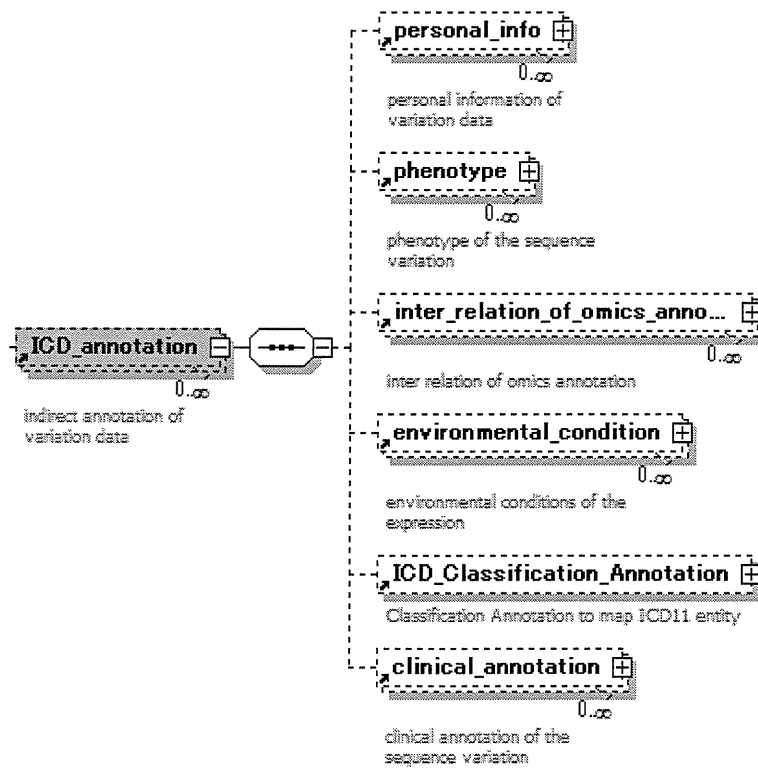 personal_info
0..∞
personal information of
variation data
phenotype
0..∞
phenotype of the sequence
variation
inter_relation_of_omics_anno...
0..∞
inter relation of omics annotation
ICD_annotation
0..∞
indirect annotation of
variation data
environmental_condition
0..∞
environmental conditions of the
expression
ICD_Classification_Annotation
Classification Annotation to map ICD11 entity
clinical_annotation
0..∞
clinical annotation of the
sequence variation